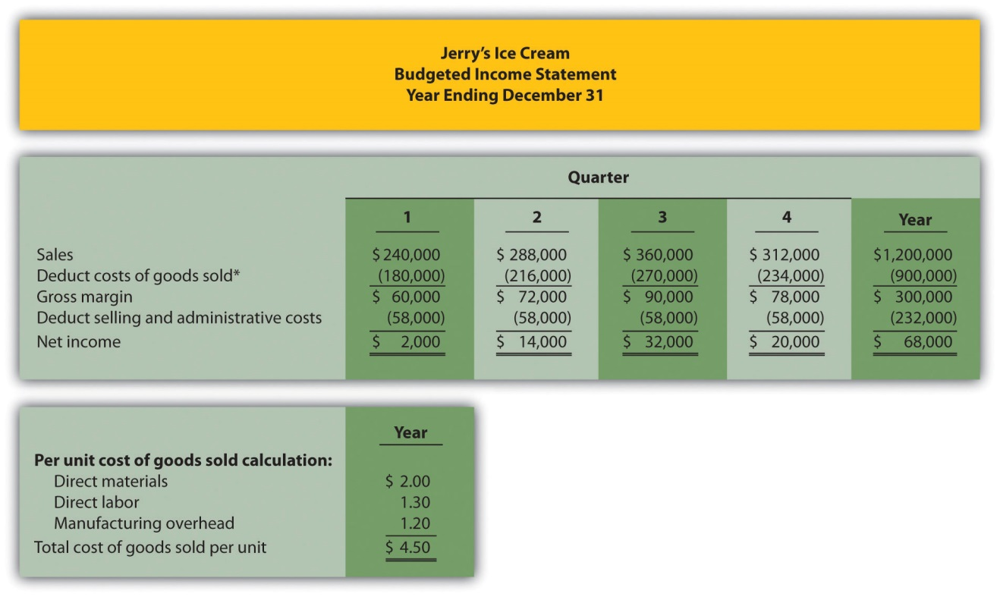 Jerry’s Ice Cream
Budgeted Income Statement
Year Ending December 31
Quarter
1 2 3 4 Year
Sales $ 240,000 $ 288,000 $ 360,000 $ 312,000 $1,200,000
Deduct costs of goods sold* (180,000) (216,000) (270,000) (234,000) (900,000)
Gross margin $ 60,000 $ 72,000 $ 90,000 $ 78,000 $ 300,000
Deduct selling and administrative costs (58,000) (58,000) (58,000) (58,000) (232,000)
Net income $ 2,000 $ 14,000 $ 32,000 $ 20,000 $ 68,000
Year
Per unit cost of goods sold calculation:
Direct materials $ 2.00
Direct labor 1.30
Manufacturing overhead 1.20
Total cost of goods sold per unit $ 4.50